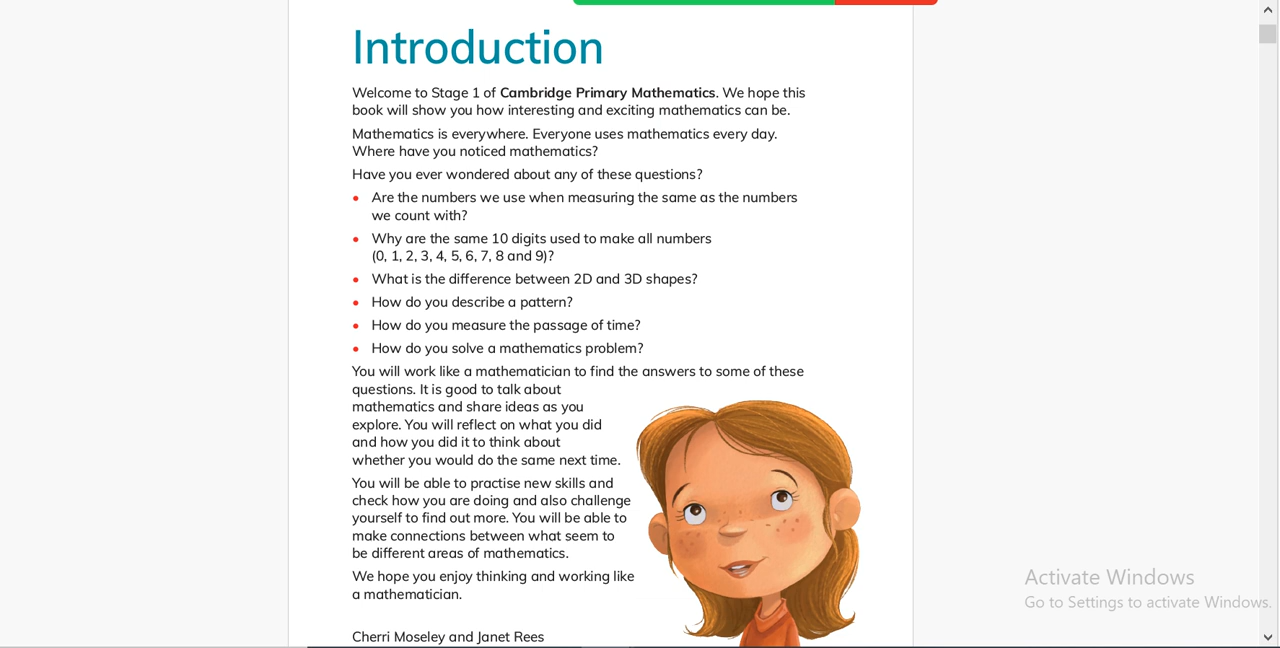 Introduction
Welcome to Stage 1 of Cambridge Primary Mathematics. We hope this
book will show you how interesting and exciting mathematics can be.
Mathematics is everywhere. Everyone uses mathematics every day.
Where have you noticed mathematics?
Have you ever wondered about any of these questions?
• Are the numbers we use when measuring the same as the numbers
we count with?
• Why are the same 10 digits used to make all numbers
(0, 1, 2, 3, 4, 5, 6, 7, 8 and 9)?
• What is the difference between 2D and 3D shapes?
• How do you describe a pattern?
• How do you measure the passage of time?
• How do you solve a mathematics problem?
You will work like a mathematician to find the answers to some of these
questions. It is good to talk about
mathematics and share ideas as you
explore. You will reflect on what you did
and how you did it to think about
whether you would do the same next time.
You will be able to practise new skills and
check how you are doing and also challenge
yourself to find out more. You will be able to
make connections between what seem to
be different areas of mathematics.
We hope you enjoy thinking and working like
a mathematician.
Cherri Moseley and Janet Rees
Activate Windows
Go to Settings to activate Windows.